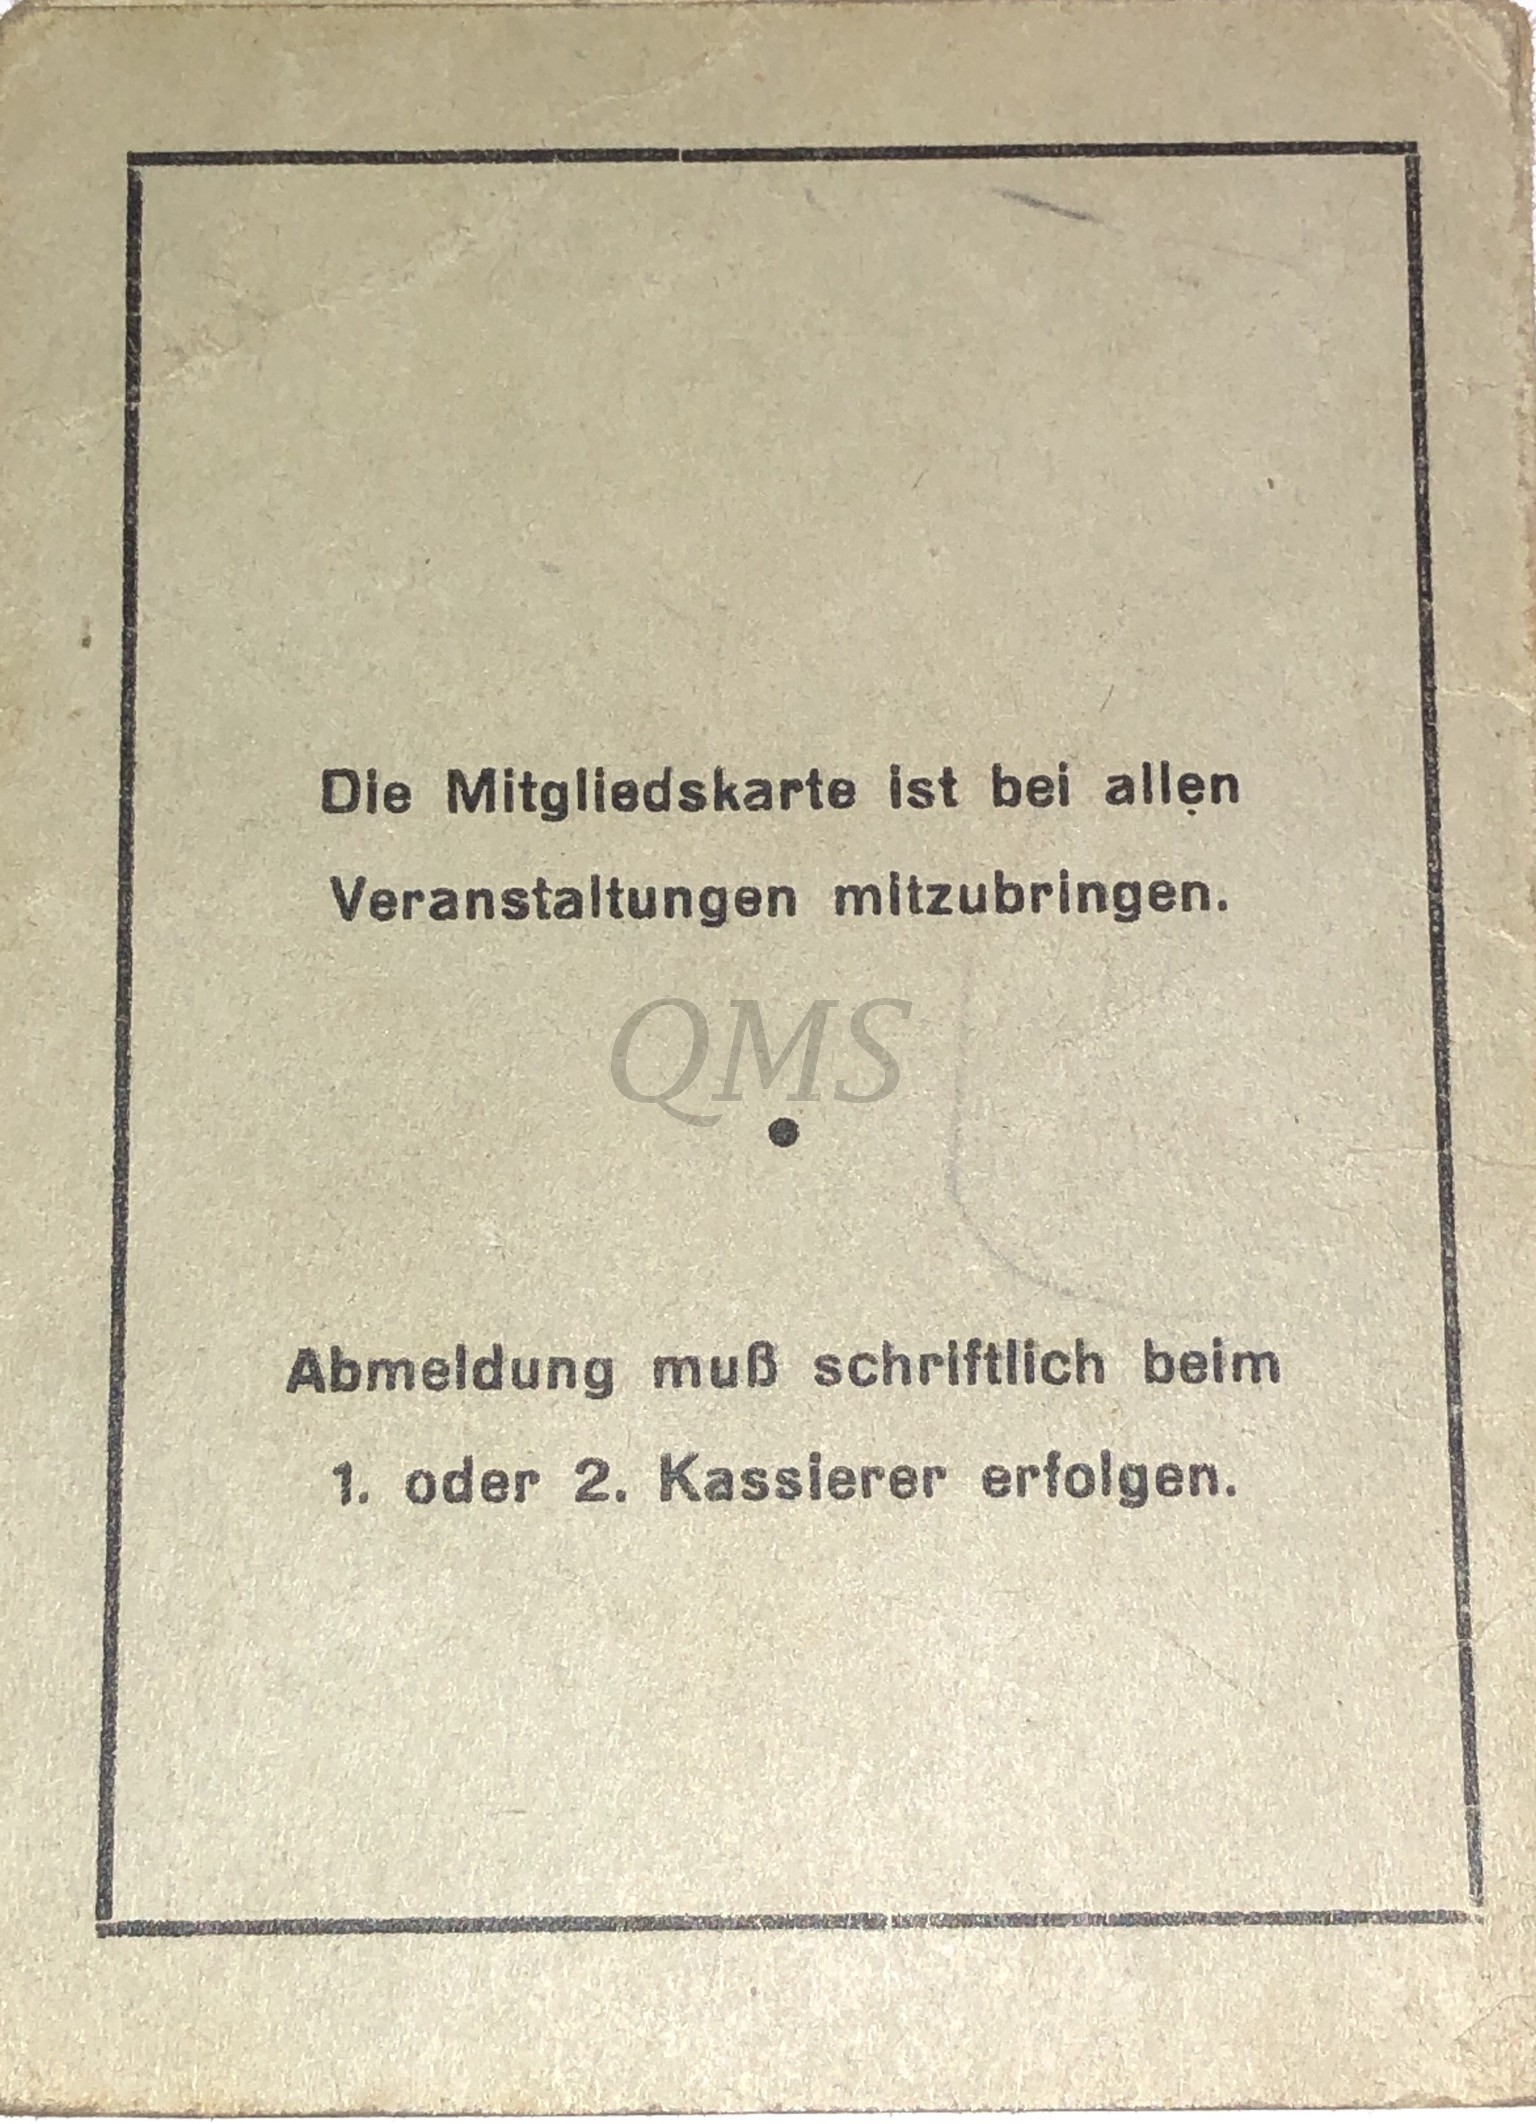 Die Mitgliedskarte ist bei allen
Veranstaltungen mitzubringen.
QMS
•
Abmeldung muß schriftlich beim
1. oder 2. Kassierer erfolgen.